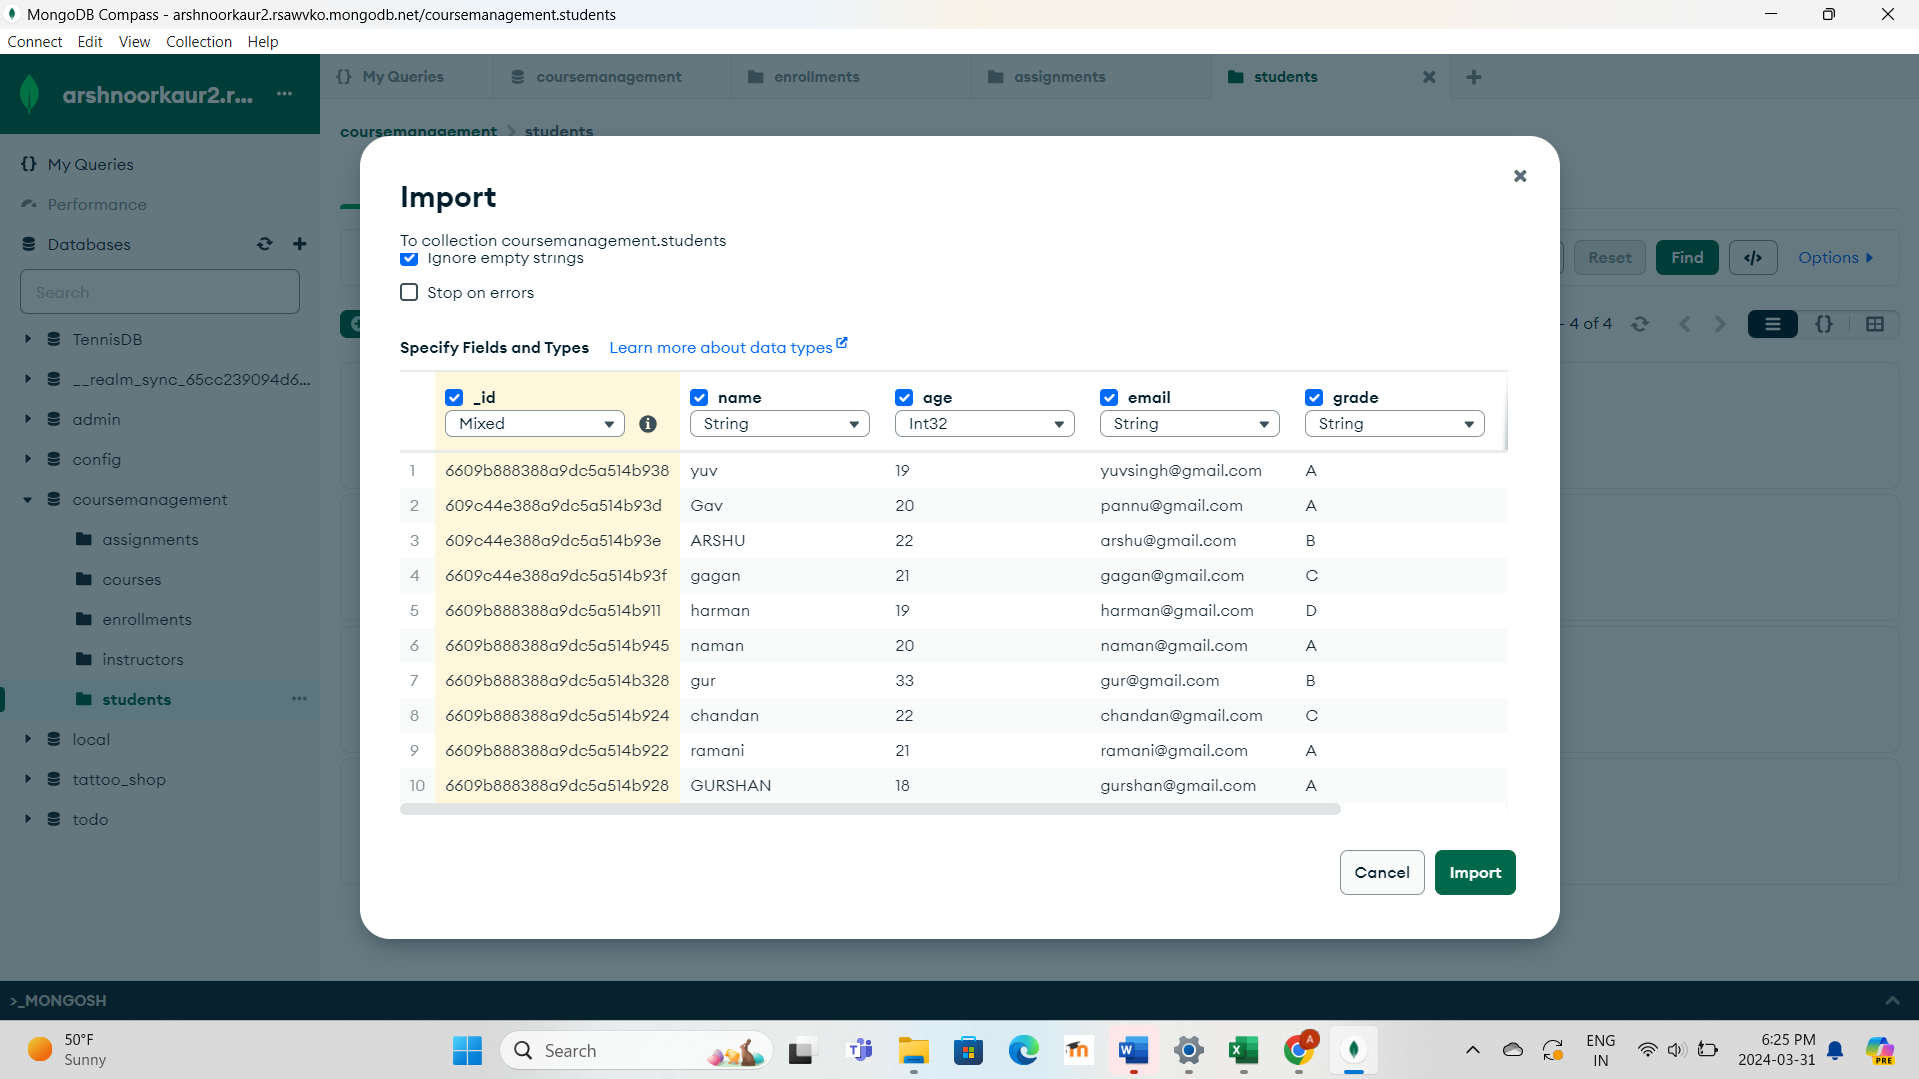 MongoDB Compass - arshnoorkaur2.rsawvko.mongodb.net/coursemanagement.students
Connect Edit View Collection Help
arshnoorkaur2.r... ...
My Queries
Performance
Databases
Search
TennisDB
__realm_sync_65cc239094d6...
admin
config
coursemanagement
assignments
courses
enrollments
instructors
students ...
local
tattoo_shop
todo
{} My Queries coursemanagement enrollments assignments students
coursemanagement > students
Reset Find </> Options
- 4 of 4 {}
Import
To collection coursemanagement.students
Ignore empty strings
Stop on errors
Specify Fields and Types Learn more about data types
_id name age email grade
Mixed String Int32 String String
1 6609b888388a9dc5a514b938 yuv 19 yuvsingh@gmail.com A
2 609c44e388a9dc5a514b93d Gav 20 pannu@gmail.com A
3 609c44e388a9dc5a514b93e ARSHU 22 arshu@gmail.com B
4 6609c44e388a9dc5a514b93f gagan 21 gagan@gmail.com C
5 6609b888388a9dc5a514b911 harman 19 harman@gmail.com D
6 6609b888388a9dc5a514b945 naman 20 naman@gmail.com A
7 6609b888388a9dc5a514b328 gur 33 gur@gmail.com B
8 6609b888388a9dc5a514b924 chandan 22 chandan@gmail.com C
9 6609b888388a9dc5a514b922 ramani 21 ramani@gmail.com A
10 6609b888388a9dc5a514b928 GURSHAN 18 gurshan@gmail.com A
Cancel Import
>_MONGOSH
50°F
Sunny
Search
ENG
IN
6:25 PM
2024-03-31
PRE